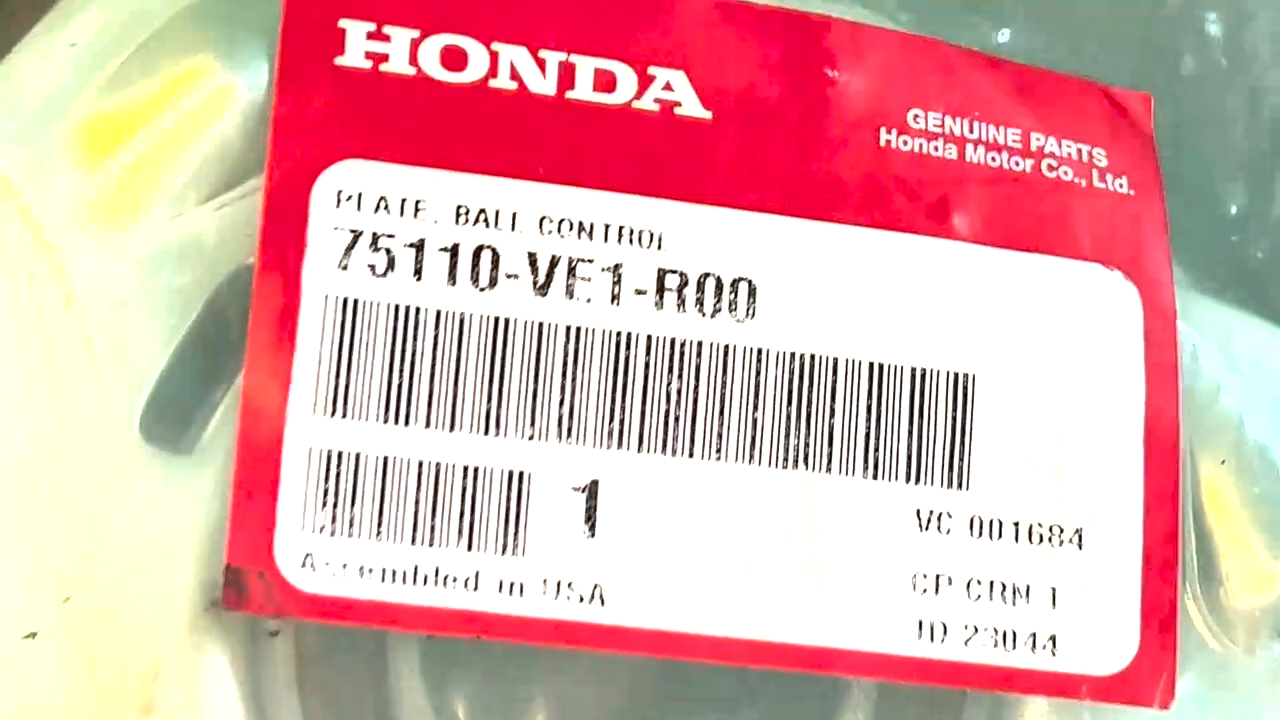 HONDA
GENUINE PARTS
Honda Motor Co., Ltd.
PLATE, BALL CONTROL
75110-VE1-R00
1
VC 001684
Assembled in USA
CP CRN 1
ID 23044